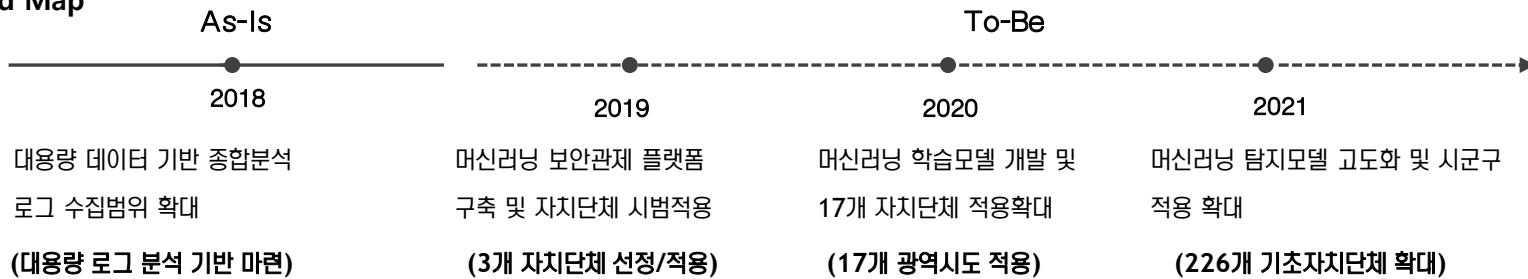 d Map
As-Is
To-Be
2018
2019
2020
2021
대용량 데이터 기반 종합분석
로그 수집범위 확대
(대용량 로그 분석 기반 마련)
머신러닝 보안관제 플랫폼
구축 및 자치단체 시범적용
(3개 자치단체 선정/적용)
머신러닝 학습모델 개발 및
17개 자치단체 적용확대
(17개 광역시도 적용)
머신러닝 탐지모델 고도화 및 시군구
적용 확대
(226개 기초자치단체 확대)